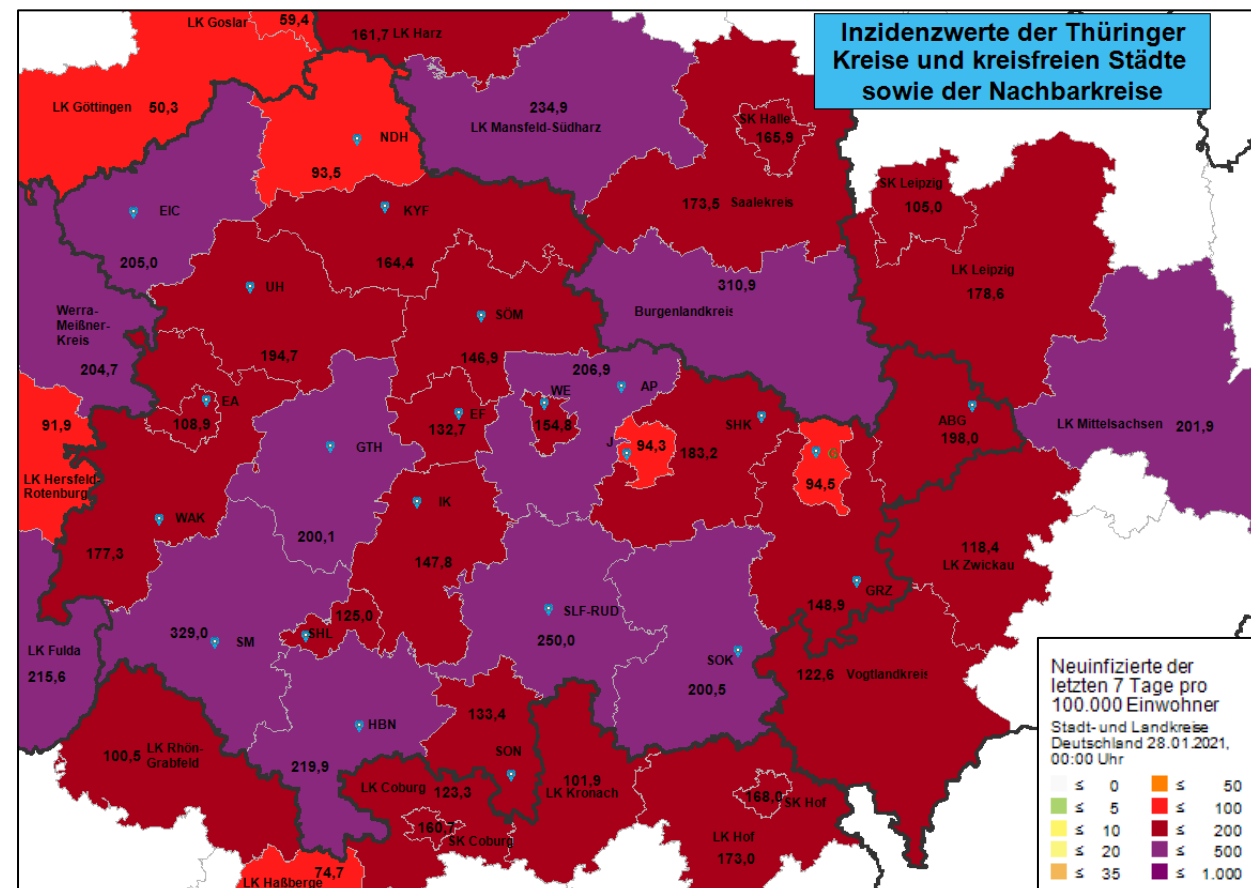 Inzidenzwerte der Thüringer
Kreise und kreisfreien Städte
sowie der Nachbarkreise
LK Goslar
59,4
161,7 LK Harz
LK Göttingen 50,3
NDH
93,5
234,9
LK Mansfeld-Südharz
SK Halle
165,9
173,5 Saalekreis
SK Leipzig
105,0
LK Leipzig
178,6
EIC
205,0
KYF
164,4
UH
194,7
SÖM
146,9
310,9
Burgenlandkreis
Werra-
Meißner-
Kreis
204,7
EA
108,9
91,9
LK Hersfeld-
Rotenburg
GTH
200,1
EF
132,7
206,9
AP
WE
154,8
J
94,3
SHK
183,2
G
94,5
ABG
198,0
LK Mittelsachsen 201,9
WAK
177,3
IK
147,8
118,4
LK Zwickau
GRZ
148,9
LK Fulda
215,6
329,0
SM
125,0
SHL
SLF-RUD
250,0
SOK
200,5
122,6 Vogtlandkreis
HBN
219,9
133,4
SON
100,5 LK Rhön-
Grabfeld
LK Coburg 123,3
101,9
LK Kronach
168,0
SK Hof
160,7
SK Coburg
LK Hof
173,0
74,7
LK Haßberge
Neuinfizierte der
letzten 7 Tage pro
100.000 Einwohner
Stadt- und Landkreise
Deutschland 28.01.2021,
00:00 Uhr
≤ 0 ≤ 50
≤ 5 ≤ 100
≤ 10 ≤ 200
≤ 20 ≤ 500
≤ 35 ≤ 1.000